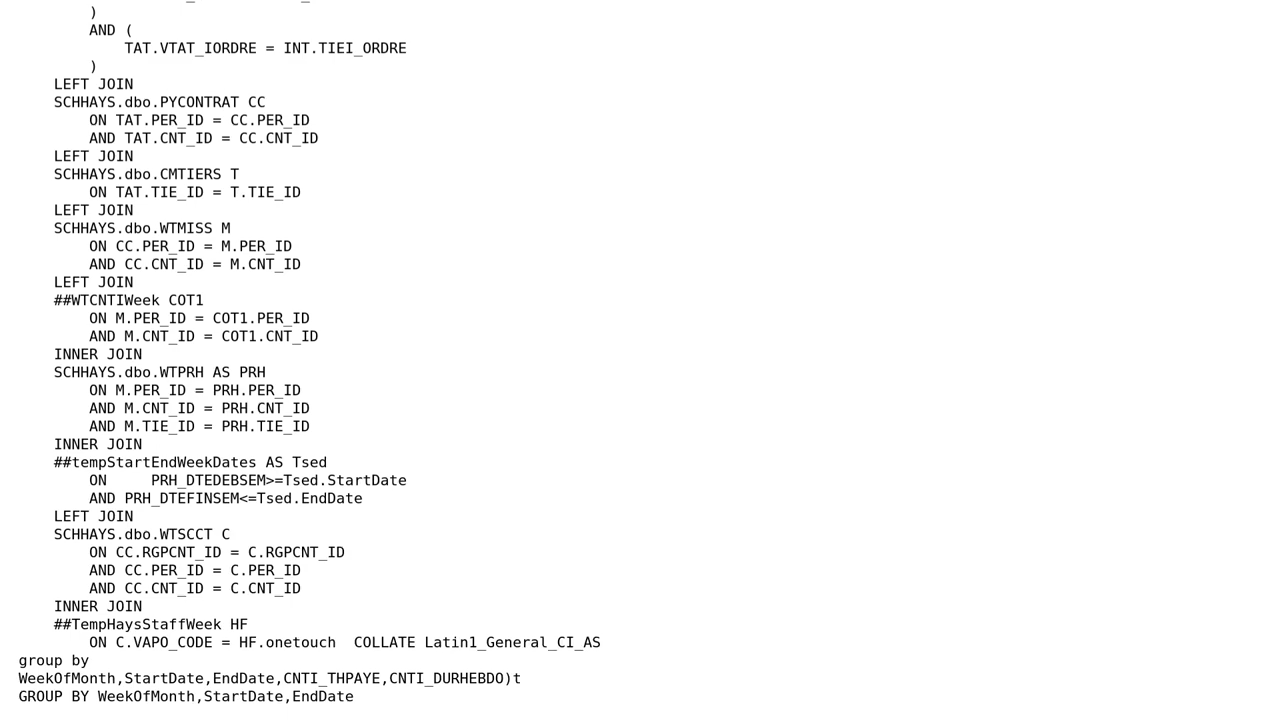 )
AND (
TAT.VTAT_IORDRE = INT.TIEI_ORDRE
)
LEFT JOIN
SCHHAYS.dbo.PYCONTRAT CC
ON TAT.PER_ID = CC.PER_ID
AND TAT.CNT_ID = CC.CNT_ID
LEFT JOIN
SCHHAYS.dbo.CMTIERS T
ON TAT.TIE_ID = T.TIE_ID
LEFT JOIN
SCHHAYS.dbo.WTMISS M
ON CC.PER_ID = M.PER_ID
AND CC.CNT_ID = M.CNT_ID
LEFT JOIN
##WTCNTIWeek COT1
ON M.PER_ID = COT1.PER_ID
AND M.CNT_ID = COT1.CNT_ID
INNER JOIN
SCHHAYS.dbo.WTPRH AS PRH
ON M.PER_ID = PRH.PER_ID
AND M.CNT_ID = PRH.CNT_ID
AND M.TIE_ID = PRH.TIE_ID
INNER JOIN
##tempStartEndWeekDates AS Tsed
ON     PRH_DTEDEBSEM>=Tsed.StartDate
AND PRH_DTEFINSEM<=Tsed.EndDate
LEFT JOIN
SCHHAYS.dbo.WTSCCT C
ON CC.RGPCNT_ID = C.RGPCNT_ID
AND CC.PER_ID = C.PER_ID
AND CC.CNT_ID = C.CNT_ID
INNER JOIN
##TempHaysStaffWeek HF
ON C.VAPO_CODE = HF.onetouch  COLLATE Latin1_General_CI_AS
group by
WeekOfMonth,StartDate,EndDate,CNTI_THPAYE,CNTI_DURHEBDO)t
GROUP BY WeekOfMonth,StartDate,EndDate